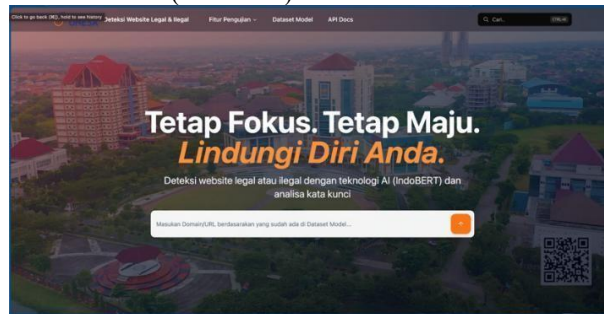 Click to go back (⌘[), hold to see history
Deteksi Website Legal & Ilegal
Fitur Pengujian
Dataset Model
API Docs
Cari..
Tetap Fokus. Tetap Maju.
Lindungi Diri Anda.
Deteksi website legal atau ilegal dengan teknologi AI (IndoBERT) dan
analisa kata kunci
Masukan Domain/URL berdasarakan yang sudah ada di Dataset Model...